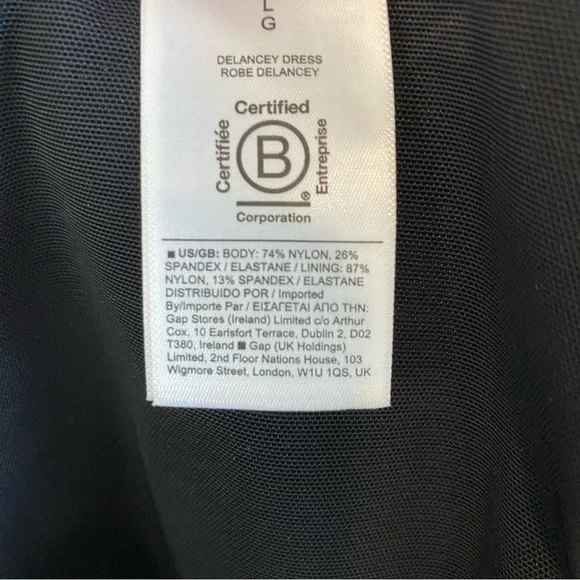 L
G
DELANCEY DRESS
ROBE DELANCEY
Certified
Certifiée
B
Entreprise
®
Corporation
■ US/GB: BODY: 74% NYLON, 26%
SPANDEX / ELASTANE / LINING: 87%
NYLON, 13% SPANDEX / ELASTANE
DISTRIBUIDO POR / Imported
By/Importe Par / ΕΙΣΑΓΕΤΑΙ ΑΠΟ ΤΗΝ:
Gap Stores (Ireland) Limited c/o Arthur
Cox, 10 Earlsfort Terrace, Dublin 2, D02
T380, Ireland ■ Gap (UK Holdings)
Limited, 2nd Floor Nations House, 103
Wigmore Street, London, W1U 1QS, UK